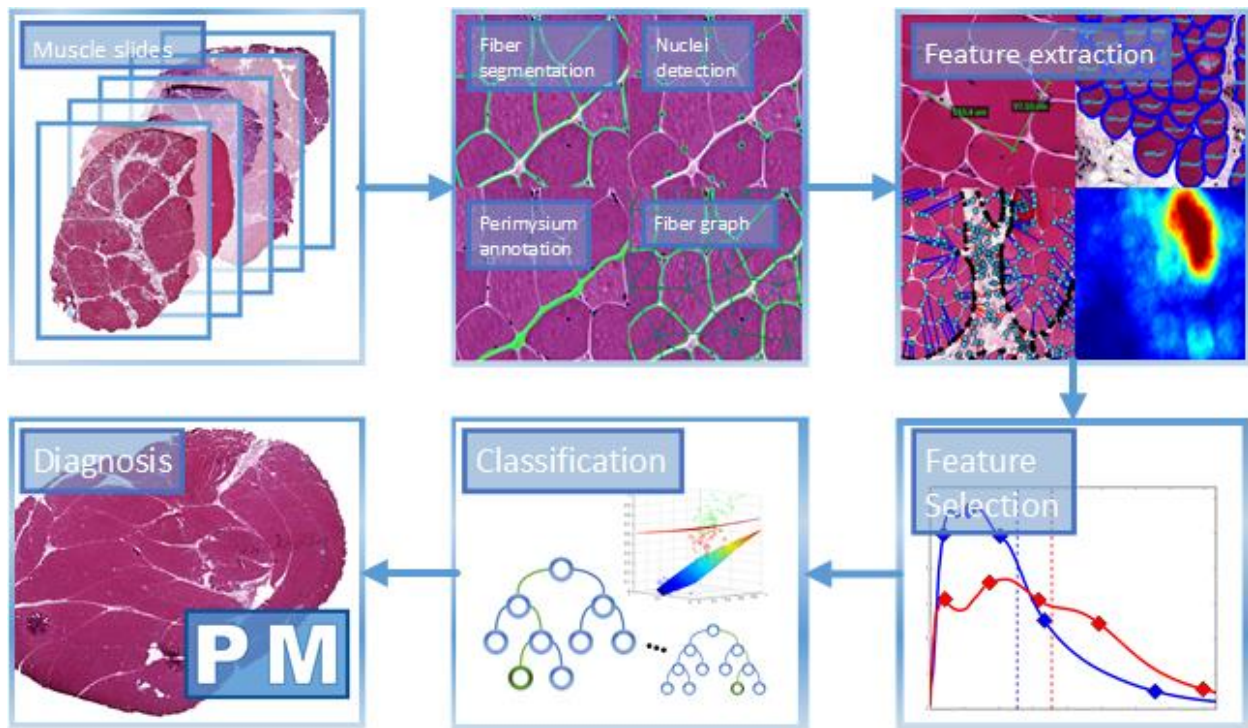 Muscle slides
Fiber
segmentation
Nuclei
detection
Perimysium
annotation
Fiber graph
Feature extraction
Feature
Selection
Classification
Diagnosis
P M